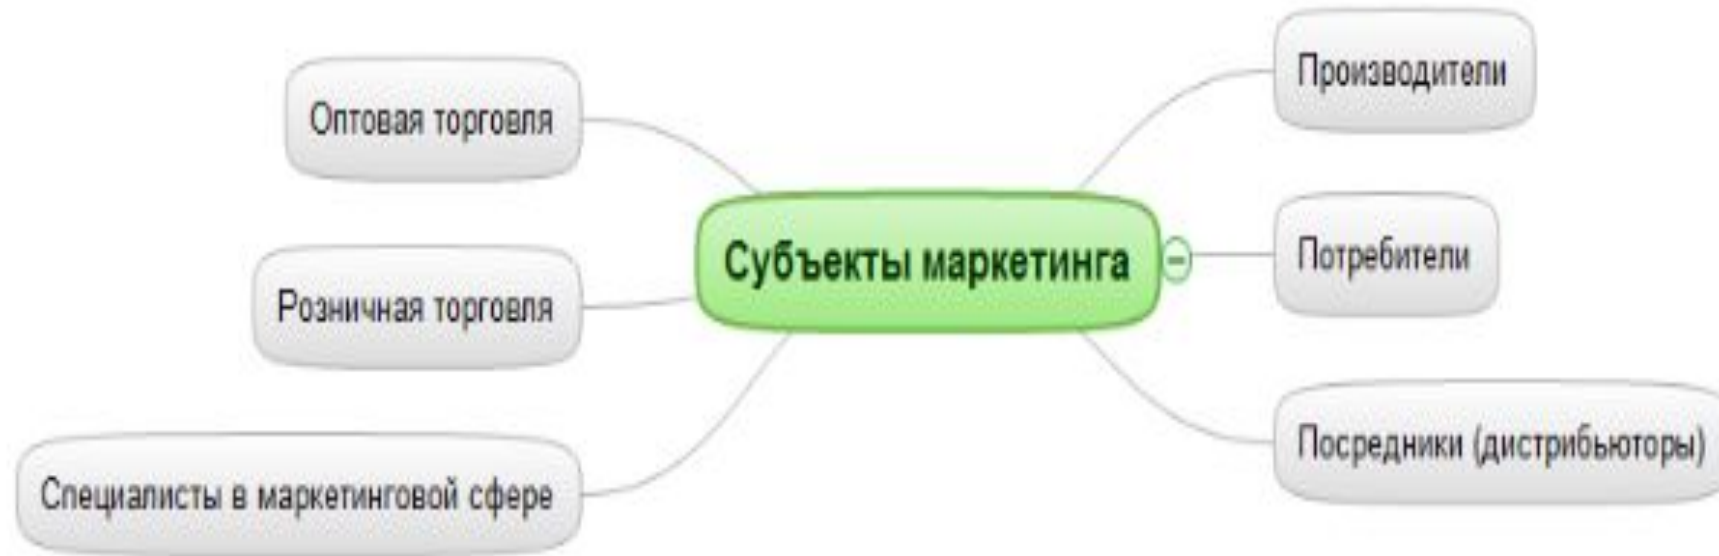 Производители
Оптовая торговля
Субъекты маркетинга
Потребители
Розничная торговля
Посредники (дистрибьюторы)
Специалисты в маркетинговой сфере